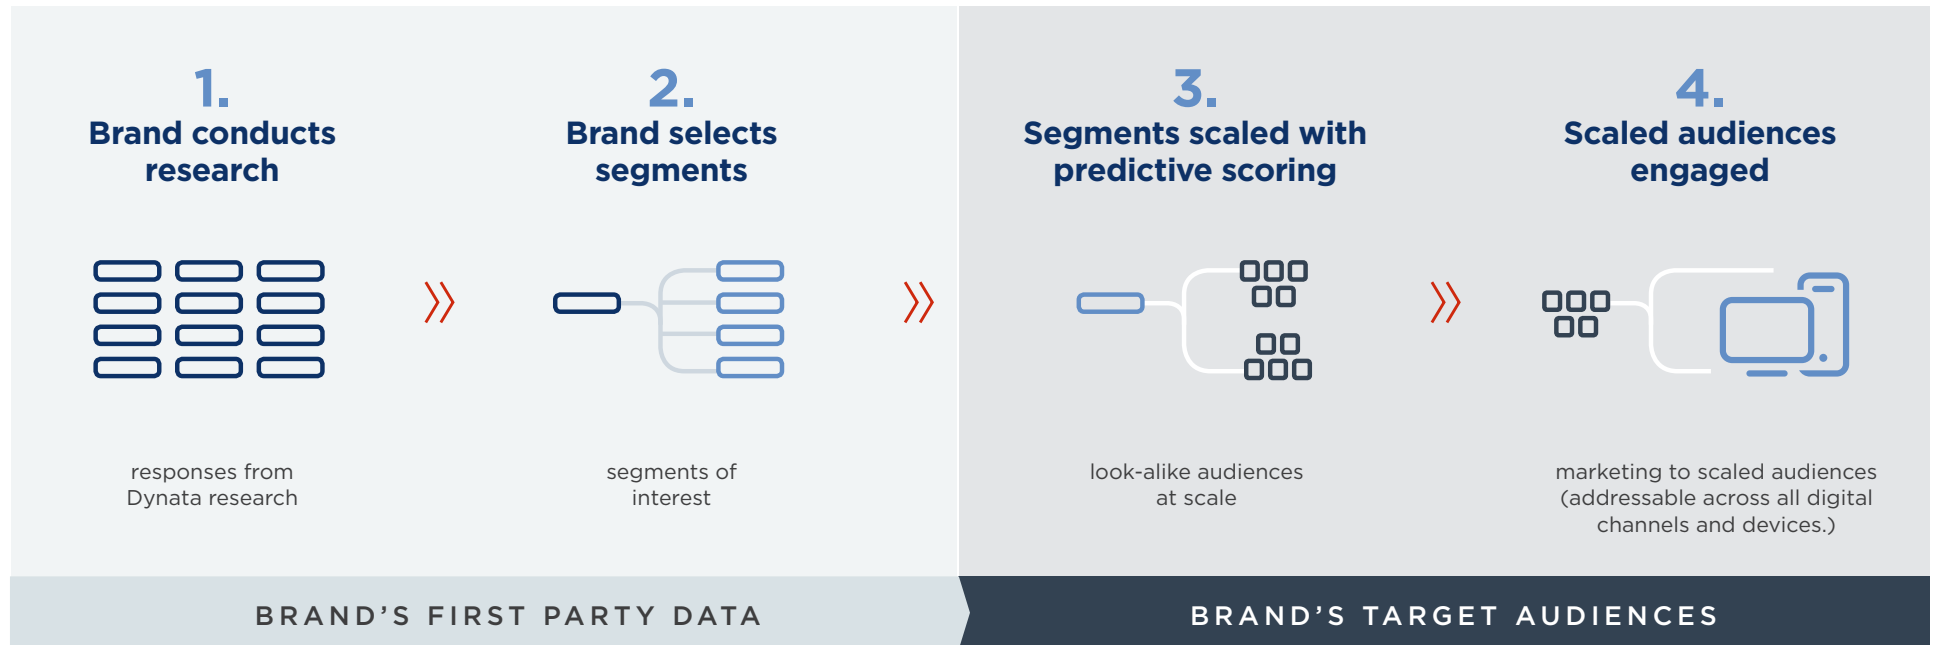 1.
Brand conducts
research
responses from
Dynata research
2.
Brand selects
segments
segments of
interest
3.
Segments scaled with
predictive scoring
look-alike audiences
at scale
4.
Scaled audiences
engaged
marketing to scaled audiences
(addressable across all digital
channels and devices.)
BRAND’S FIRST PARTY DATA
BRAND’S TARGET AUDIENCES